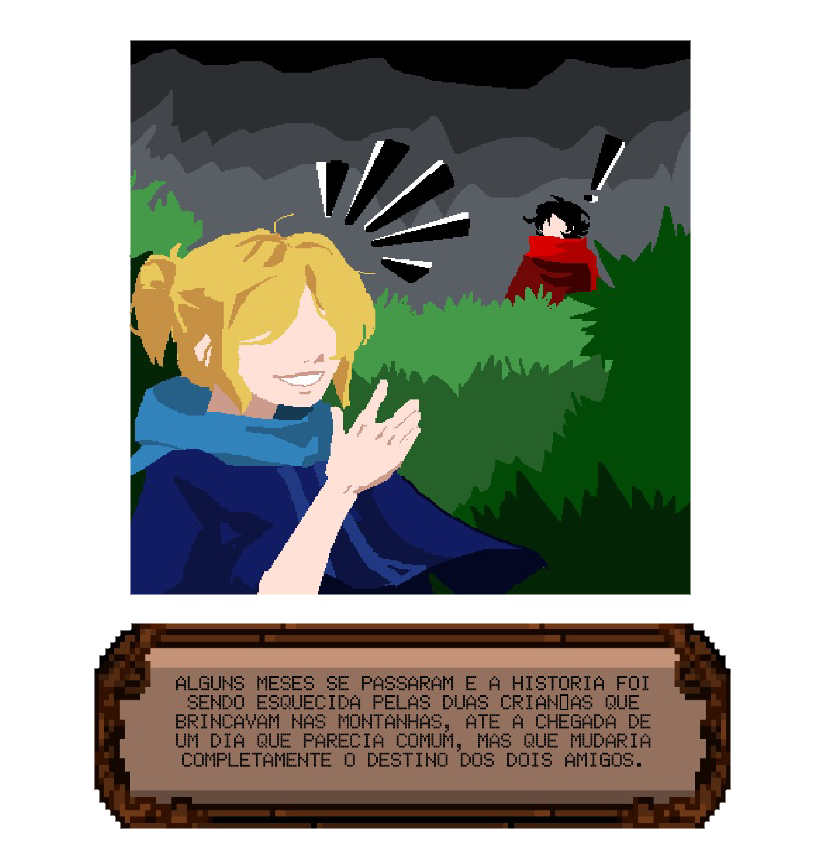 ALGUNS MESES SE PASSARAM E A HISTORIA FOI
SENDO ESQUECIDA PELAS DUAS CRIAN▯AS QUE
BRINCAVAM NAS MONTANHAS, ATE A CHEGADA DE
UM DIA QUE PARECIA COMUM, MAS QUE MUDARIA
COMPLETAMENTE O DESTINO DOS DOIS AMIGOS.